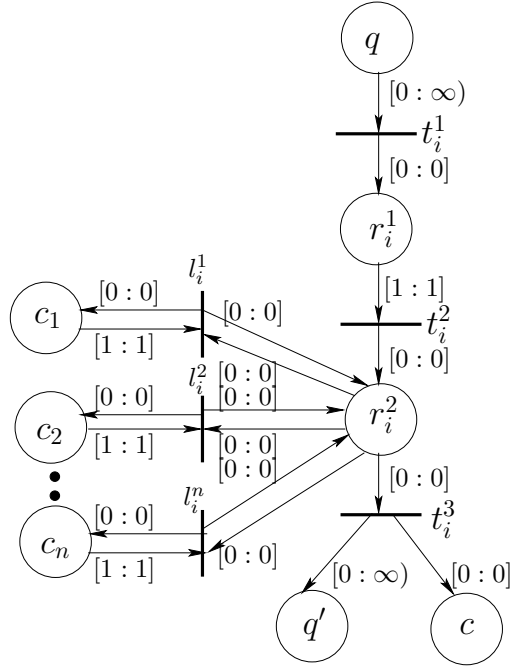 q
[0 : ∞)
t_i^1
[0 : 0]
r_i^1
l_i^1
[0 : 0]
[0 : 0]
[1 : 1]
c_1
t_i^2
[1 : 1]
[0 : 0]
l_i^2
[0 : 0]
[0 : 0]
[0 : 0]
c_2
r_i^2
[1 : 1]
[0 : 0]
[0 : 0]
[0 : 0]
l_i^n
[0 : 0]
t_i^3
c_n
[1 : 1]
[0 : 0]
[0 : ∞)
[0 : 0]
q′
c